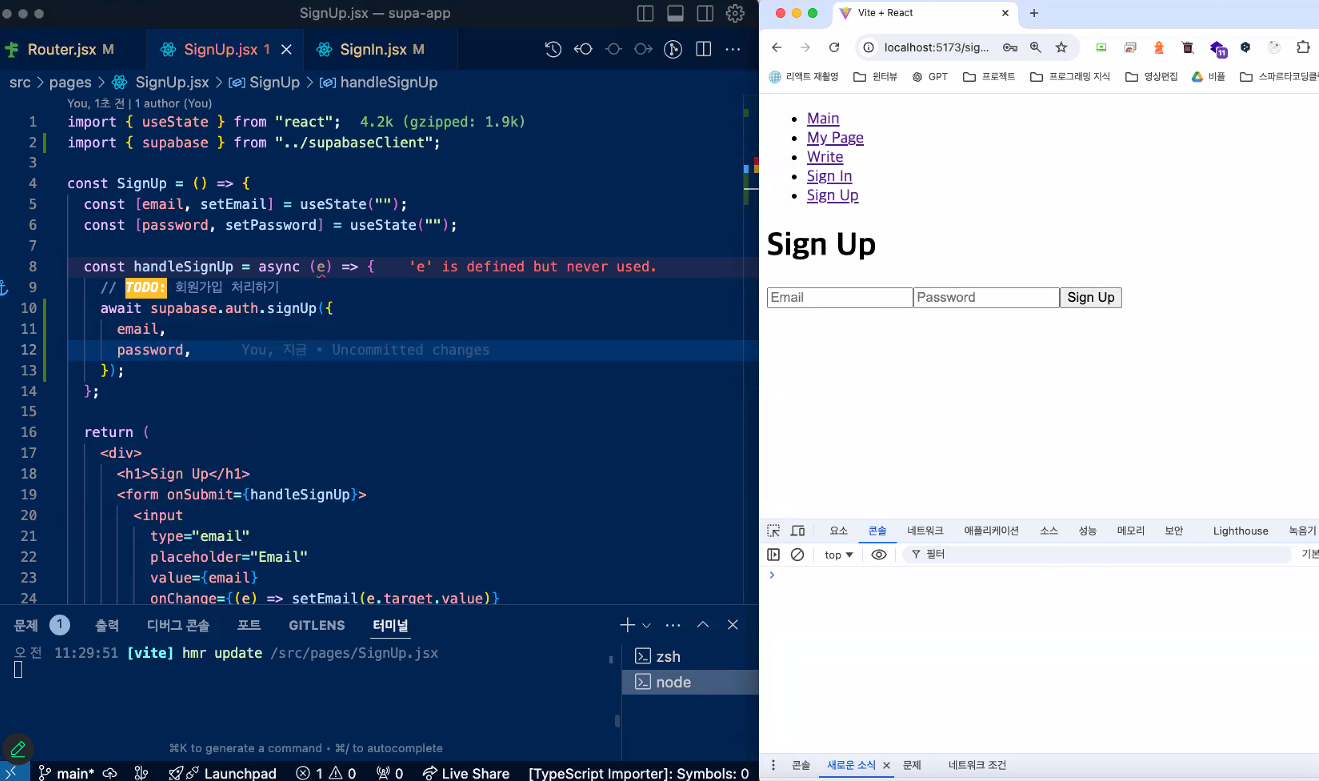 SignUp.jsx — supa-app
Router.jsx M
SignUp.jsx 1
SignIn.jsx M
src > pages > SignUp.jsx > SignUp > handleSignUp
You, 1초 전 | 1 author (You)
1 import { useState } from "react"; 4.2k (gzipped: 1.9k)
2 import { supabase } from "../supabaseClient";
3
4 const SignUp = () => {
5 const [email, setEmail] = useState("");
6 const [password, setPassword] = useState("");
7
8 const handleSignUp = async (e) => { 'e' is defined but never used.
9 // TODO: 회원가입 처리하기
10 await supabase.auth.signUp({
11 email,
12 password, You, 지금 • Uncommitted changes
13 });
14 };
15
16 return (
17 <div>
18 <h1>Sign Up</h1>
19 <form onSubmit={handleSignUp}>
20 <input
21 type="email"
22 placeholder="Email"
23 value={email}
24 onChange={(e) => setEmail(e.target.value)}
문제 1 출력 디버그 콘솔 포트 GITLENS 터미널
오전 11:29:51 [vite] hmr update /src/pages/SignUp.jsx
zsh
node
⌘K to generate a command • ⌘/ to autocomplete
main* Launchpad 1 0 0 Live Share [TypeScript Importer]: Symbols: 0
Vite + React
localhost:5173/sig...
11
리액트 재촬영 원터뷰 GPT 프로젝트 프로그래밍 지식 영상편집 비플 스파르타코딩클
Main
My Page
Write
Sign In
Sign Up
Sign Up
Email Password Sign Up
요소 콘솔 네트워크 애플리케이션 소스 성능 메모리 보안 Lighthouse 녹음기
top 필터 기본
콘솔 새로운 소식 문제 네트워크 조건